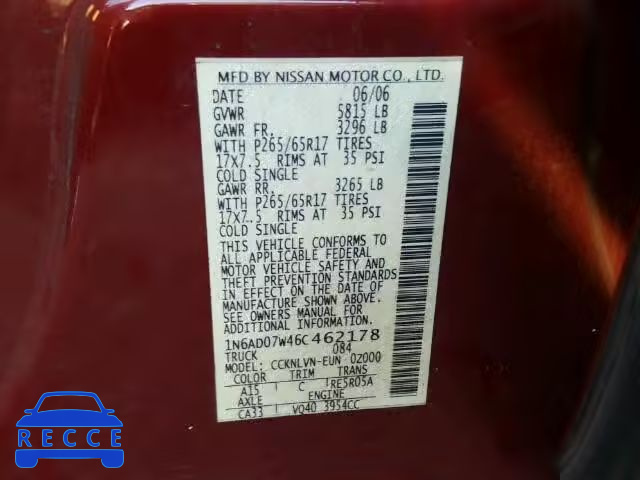 MFD BY NISSAN MOTOR CO., LTD.
DATE 06/06
GVWR 5815 LB
GAWR FR, 3296 LB
WITH P265/65R17 TIRES
17X7.5 RIMS AT 35 PSI
COLD SINGLE
GAWR RR, 3265 LB
WITH P265/65R17 TIRES
17X7.5 RIMS AT 35 PSI
COLD SINGLE
THIS VEHICLE CONFORMS TO
ALL APPLICABLE FEDERAL
MOTOR VEHICLE SAFETY AND
THEFT PREVENTION STANDARDS
IN EFFECT ON THE DATE OF
MANUFACTURE SHOWN ABOVE.
SEE OWNERS MANUAL FOR
ADDITIONAL INFORMATION.
1N6AD07W46C462178
TRUCK 084
MODEL: CCKNLVN-EUN 02000
COLOR TRIM TRANS
A15 C RE5R05A
AXLE ENGINE
CA33 VQ40 3954CC
RECCE